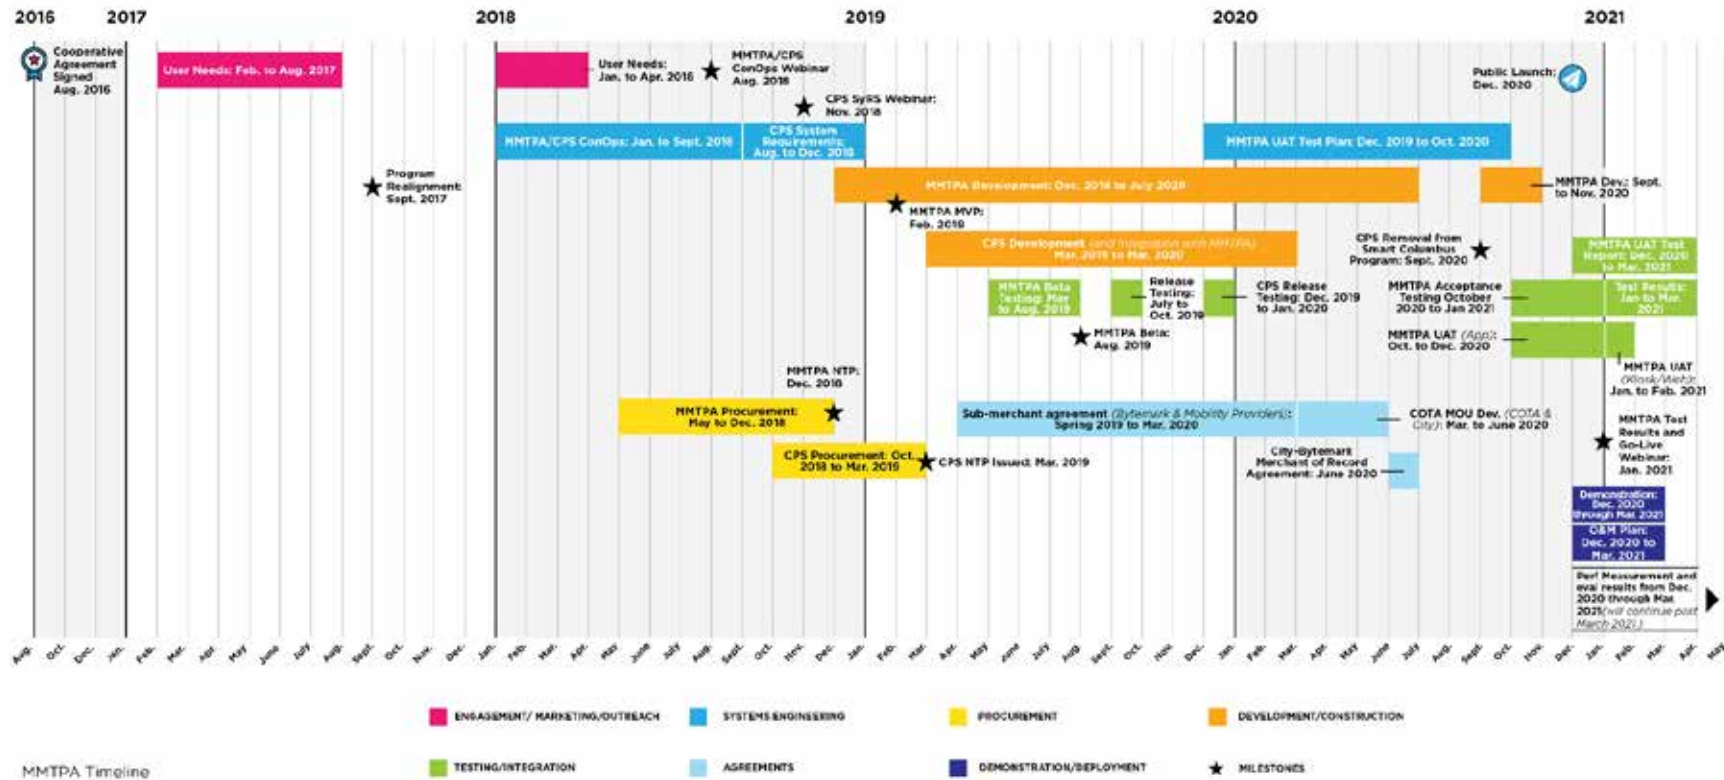 2016
2017
2018
2019
2020
2021
Cooperative
Agreement
Signed
Aug. 2016
User Needs: Feb. to Aug. 2017
User Needs:
Jan. to Apr. 2018
MMTPA/CPS
ConOps Webinar
Aug. 2018
Public Launch:
Dec. 2020
CPS SyRS Webinar:
Nov. 2018
MMTPA/CPS ConOps: Jan. to Sept. 2018
CPS System
Requirements:
Aug. to Dec. 2018
MMTPA UAT Test Plan: Dec. 2019 to Oct. 2020
Program
Realignment:
Sept. 2017
MMTPA Development: Dec. 2018 to July 2020
MMTPA Dev.: Sept.
to Nov. 2020
MMTPA MVP:
Feb. 2019
CPS Development (and integration with MMTPA)
Mar. 2019 to Mar. 2020
CPS Removal from
Smart Columbus
Program: Sept. 2020
MMTPA UAT Test
Report: Dec. 2020
to Mar. 2021
MMTPA Beta
Testing: May
to Aug. 2019
Release
Testing:
July to
Oct. 2019
CPS Release
Testing: Dec. 2019
to Jan. 2020
MMTPA Acceptance
Testing October
2020 to Jan 2021
Test Results:
Jan to Mar.
2021
MMTPA Beta:
Aug. 2019
MMTPA UAT (App):
Oct. to Dec. 2020
MMTPA UAT
(Kiosk/Web):
Jan. to Feb. 2021
MMTPA NTP:
Dec. 2018
MMTPA Procurement:
May to Dec. 2018
Sub-merchant agreement (Bytemark & Mobility Providers):
Spring 2019 to Mar. 2020
COTA MOU Dev. (COTA &
City): Mar. to June 2020
MMTPA Test
Results and
Go-Live
Webinar:
Jan. 2021
CPS Procurement: Oct.
2018 to Mar. 2019
CPS NTP Issued: Mar. 2019
City-Bytemark
Merchant of Record
Agreement: June 2020
Demonstration:
Dec. 2020
through Mar. 2021
O&M Plan:
Dec. 2020 to
Mar. 2021
Perf Measurement and
eval results from Dec.
2020 through Mar.
2021 (will continue past
March 2021.)
Aug. Oct. Dec. Jan. Feb. Mar. Apr. May June July Aug. Sept. Oct. Nov. Dec. Jan. Feb. Mar. Apr. May June July Aug. Sept. Oct. Nov. Dec. Jan. Feb. Mar. Apr. May June July Aug. Sept. Oct. Nov. Dec. Jan. Feb. Mar. Apr. May June July Aug. Sept. Oct. Nov. Dec. Jan. Feb. Mar. Apr. May
ENGAGEMENT/ MARKETING/OUTREACH
SYSTEMS ENGINEERING
PROCUREMENT
DEVELOPMENT/CONSTRUCTION
TESTING/INTEGRATION
AGREEMENTS
DEMONSTRATION/DEPLOYMENT
MILESTONES
MMTPA Timeline